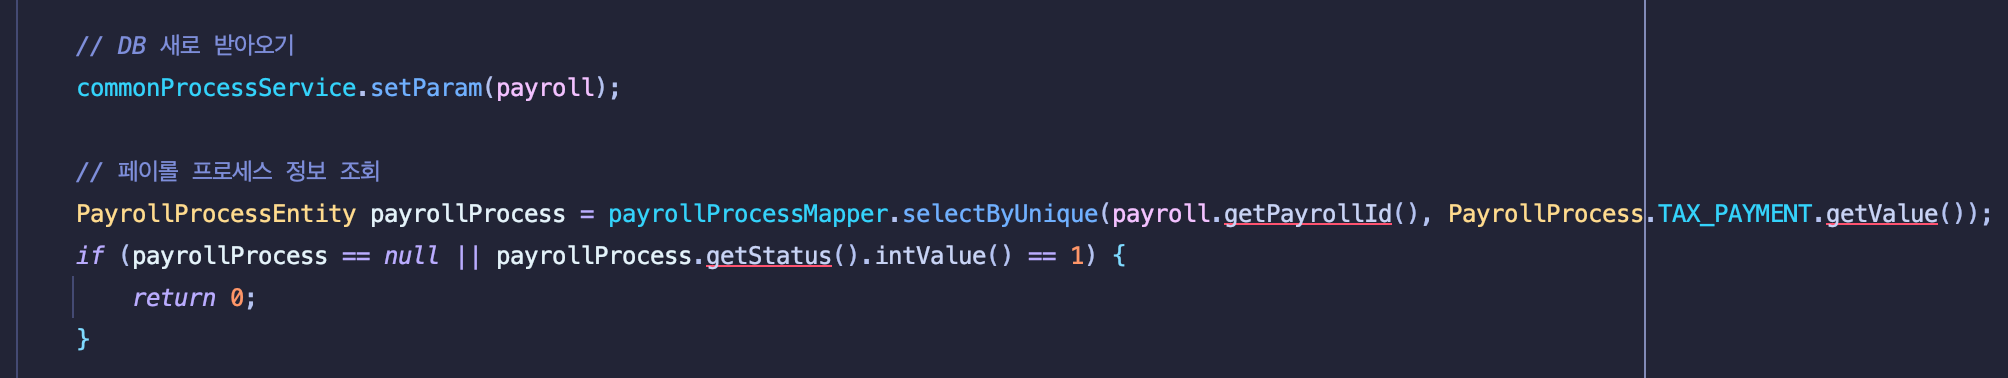 // DB 새로 받아오기
commonProcessService.setParam(payroll);
// 페이롤 프로세스 정보 조회
PayrollProcessEntity payrollProcess = payrollProcessMapper.selectByUnique(payroll.getPayrollId(), PayrollProcess.TAX_PAYMENT.getValue());
if (payrollProcess == null || payrollProcess.getStatus().intValue() == 1) {
return 0;
}